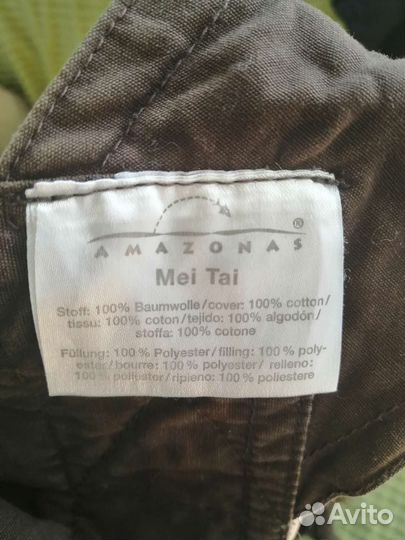 ®
AMAZONAS
Mei Tai
Stoff: 100% Baumwolle/cover: 100% cotton/
tissu: 100% coton/tejido: 100% algodón/
stoffa: 100% cotone
Füllung: 100% Polyester/filling: 100% poly-
ester/bourre: 100% polyester/ relleno:
100% poliester/ripieno: 100% poliestere
Avito